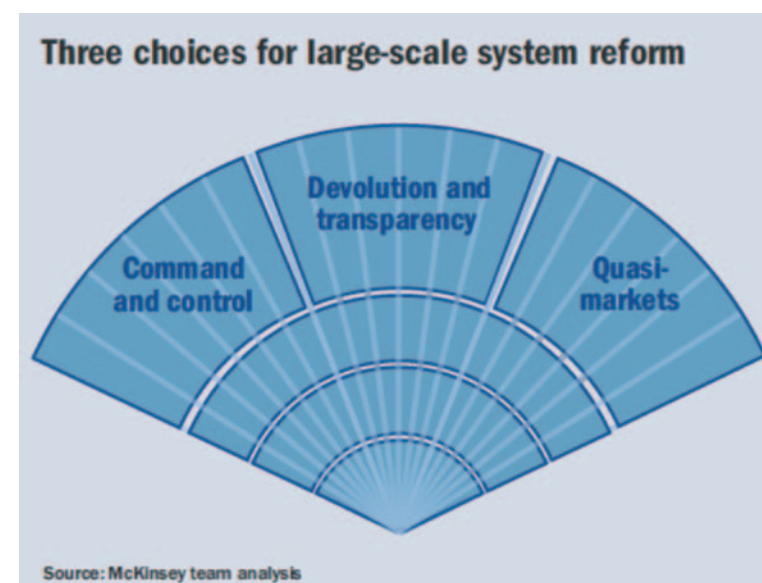 Three choices for large-scale system reform
Command
and control
Devolution and
transparency
Quasi-
markets
Source: McKinsey team analysis